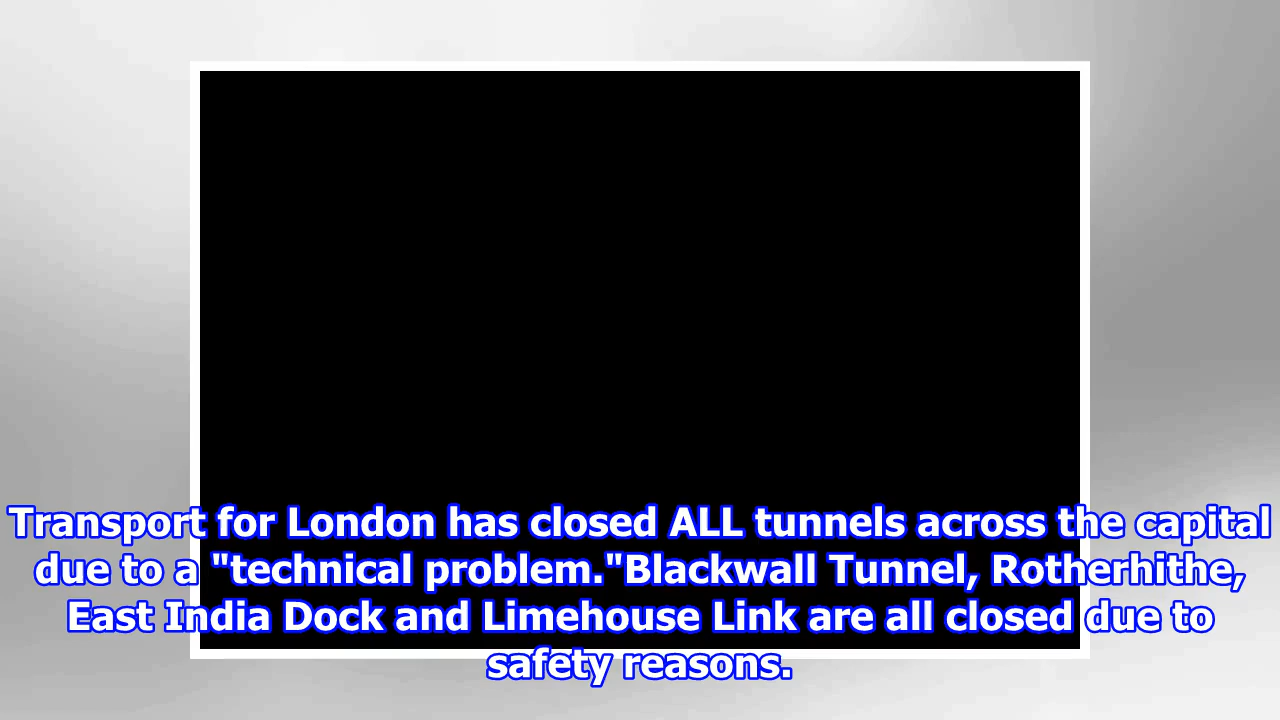 Transport for London has closed ALL tunnels across the capital
due to a "technical problem."Blackwall Tunnel, Rotherhithe,
East India Dock and Limehouse Link are all closed due to
safety reasons.